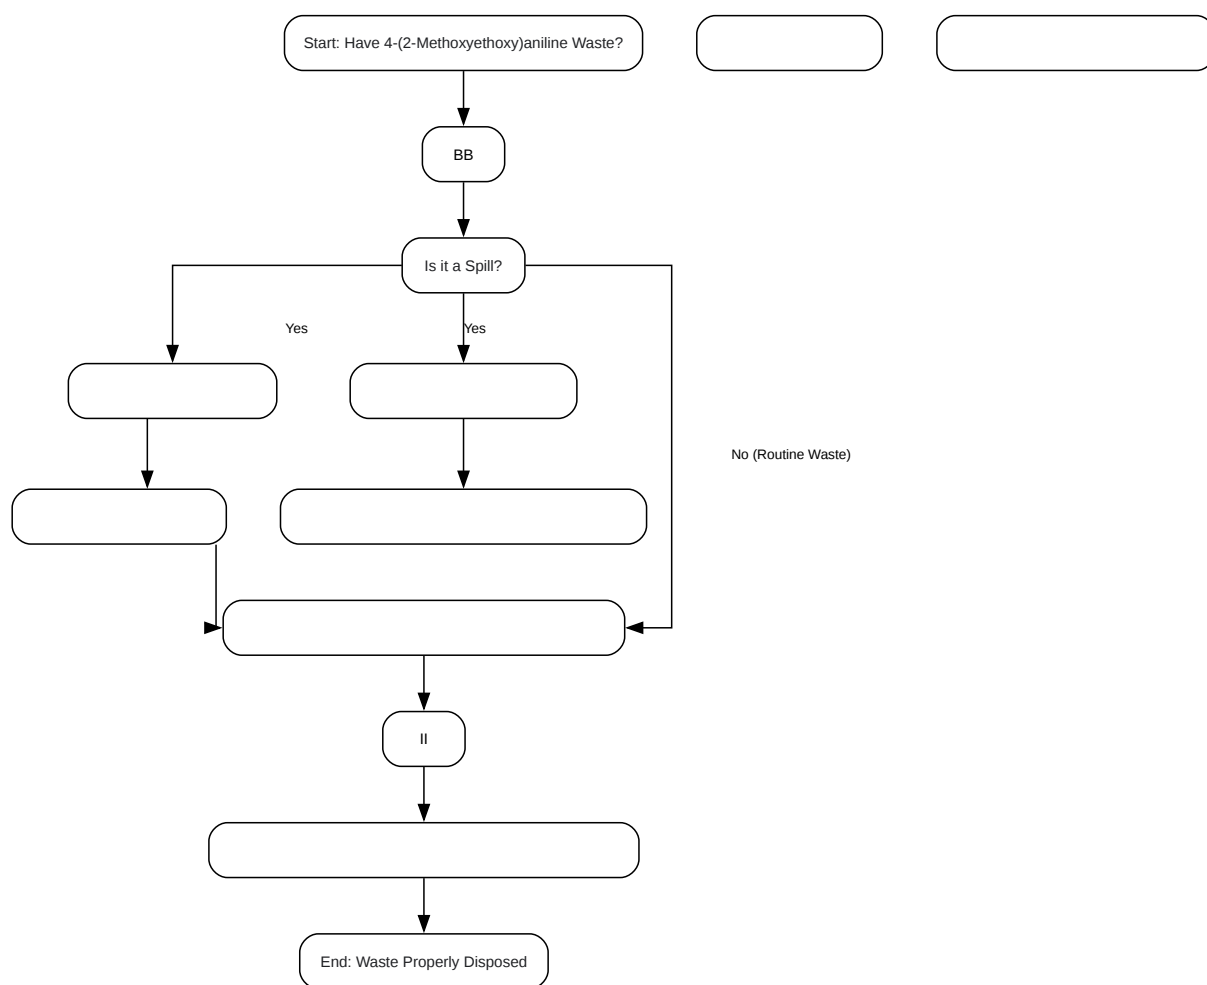 Start: Have 4-(2-Methoxyethoxy)aniline Waste?
BB
Is it a Spill?
Yes
Yes
No (Routine Waste)
II
End: Waste Properly Disposed